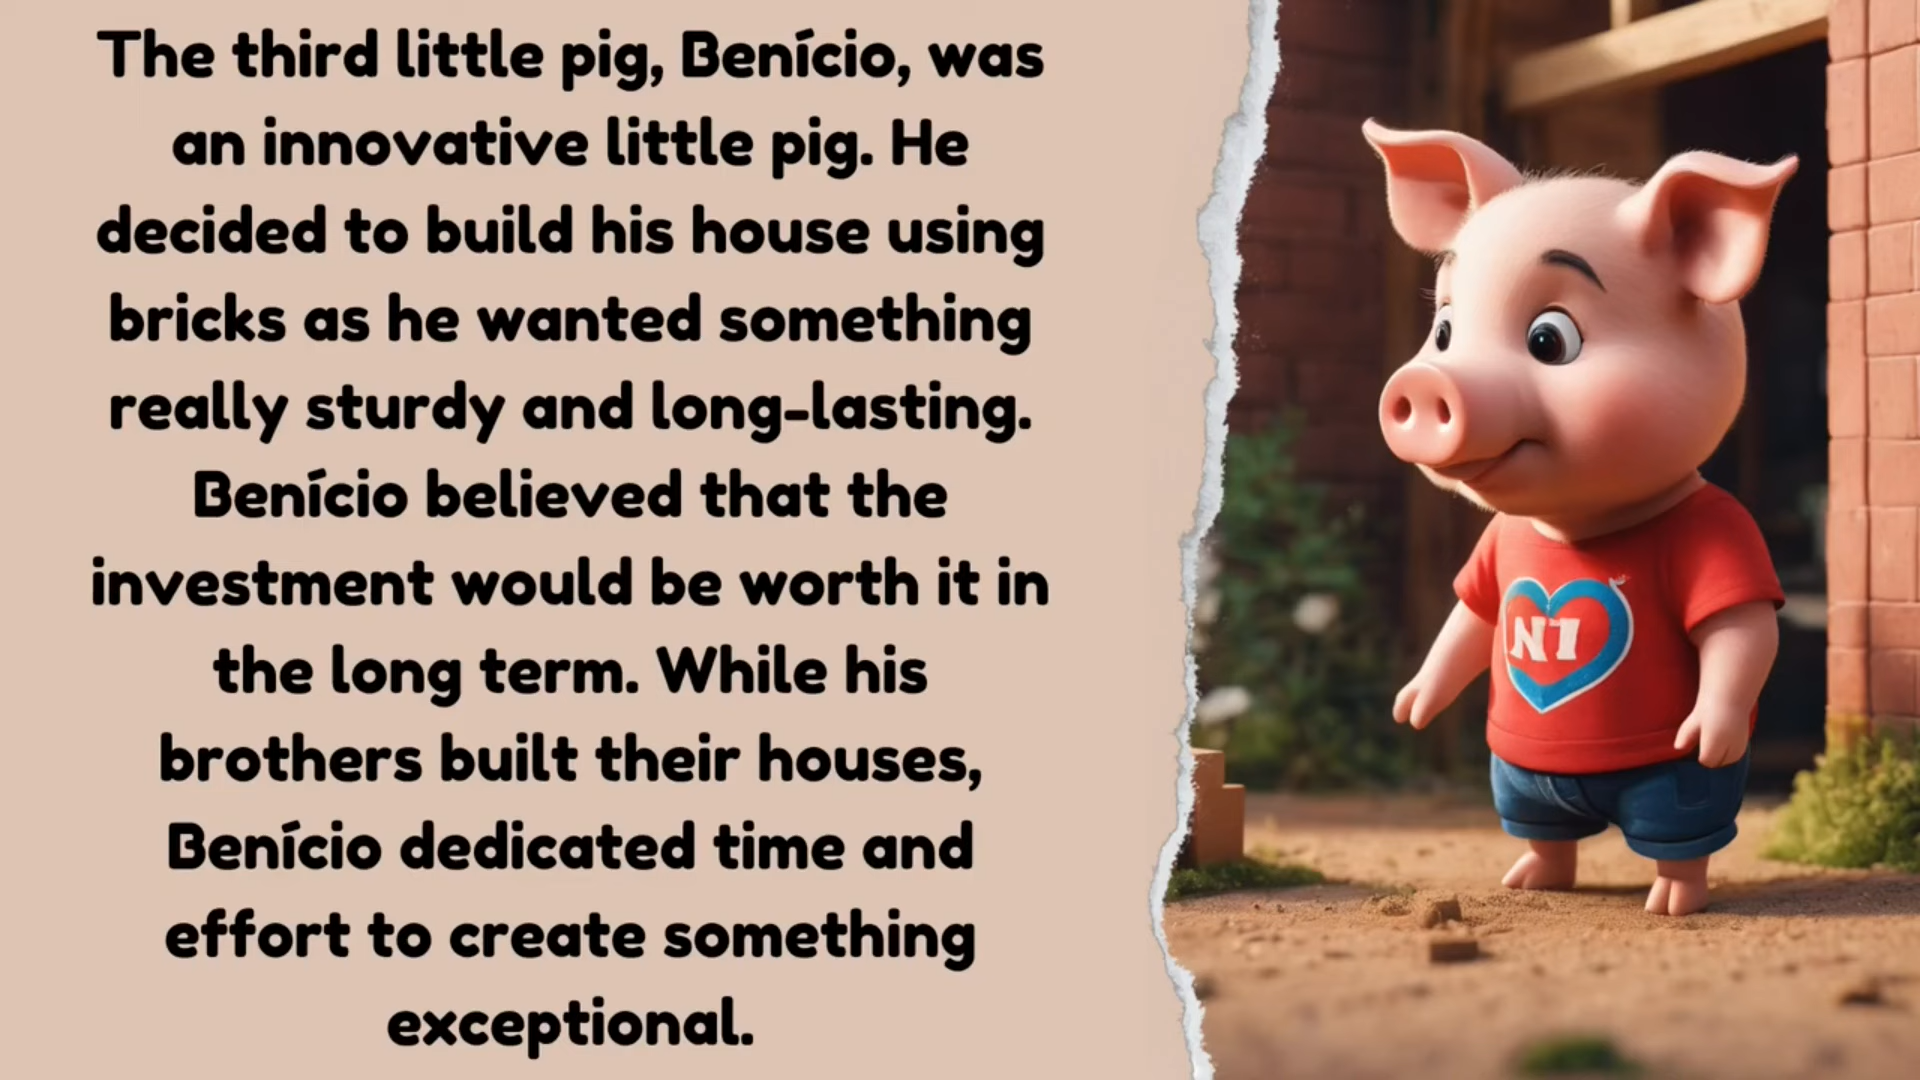 The third little pig, Benício, was
an innovative little pig. He
decided to build his house using
bricks as he wanted something
really sturdy and long-lasting.
Benício believed that the
investment would be worth it in
the long term. While his
brothers built their houses,
Benício dedicated time and
effort to create something
exceptional.